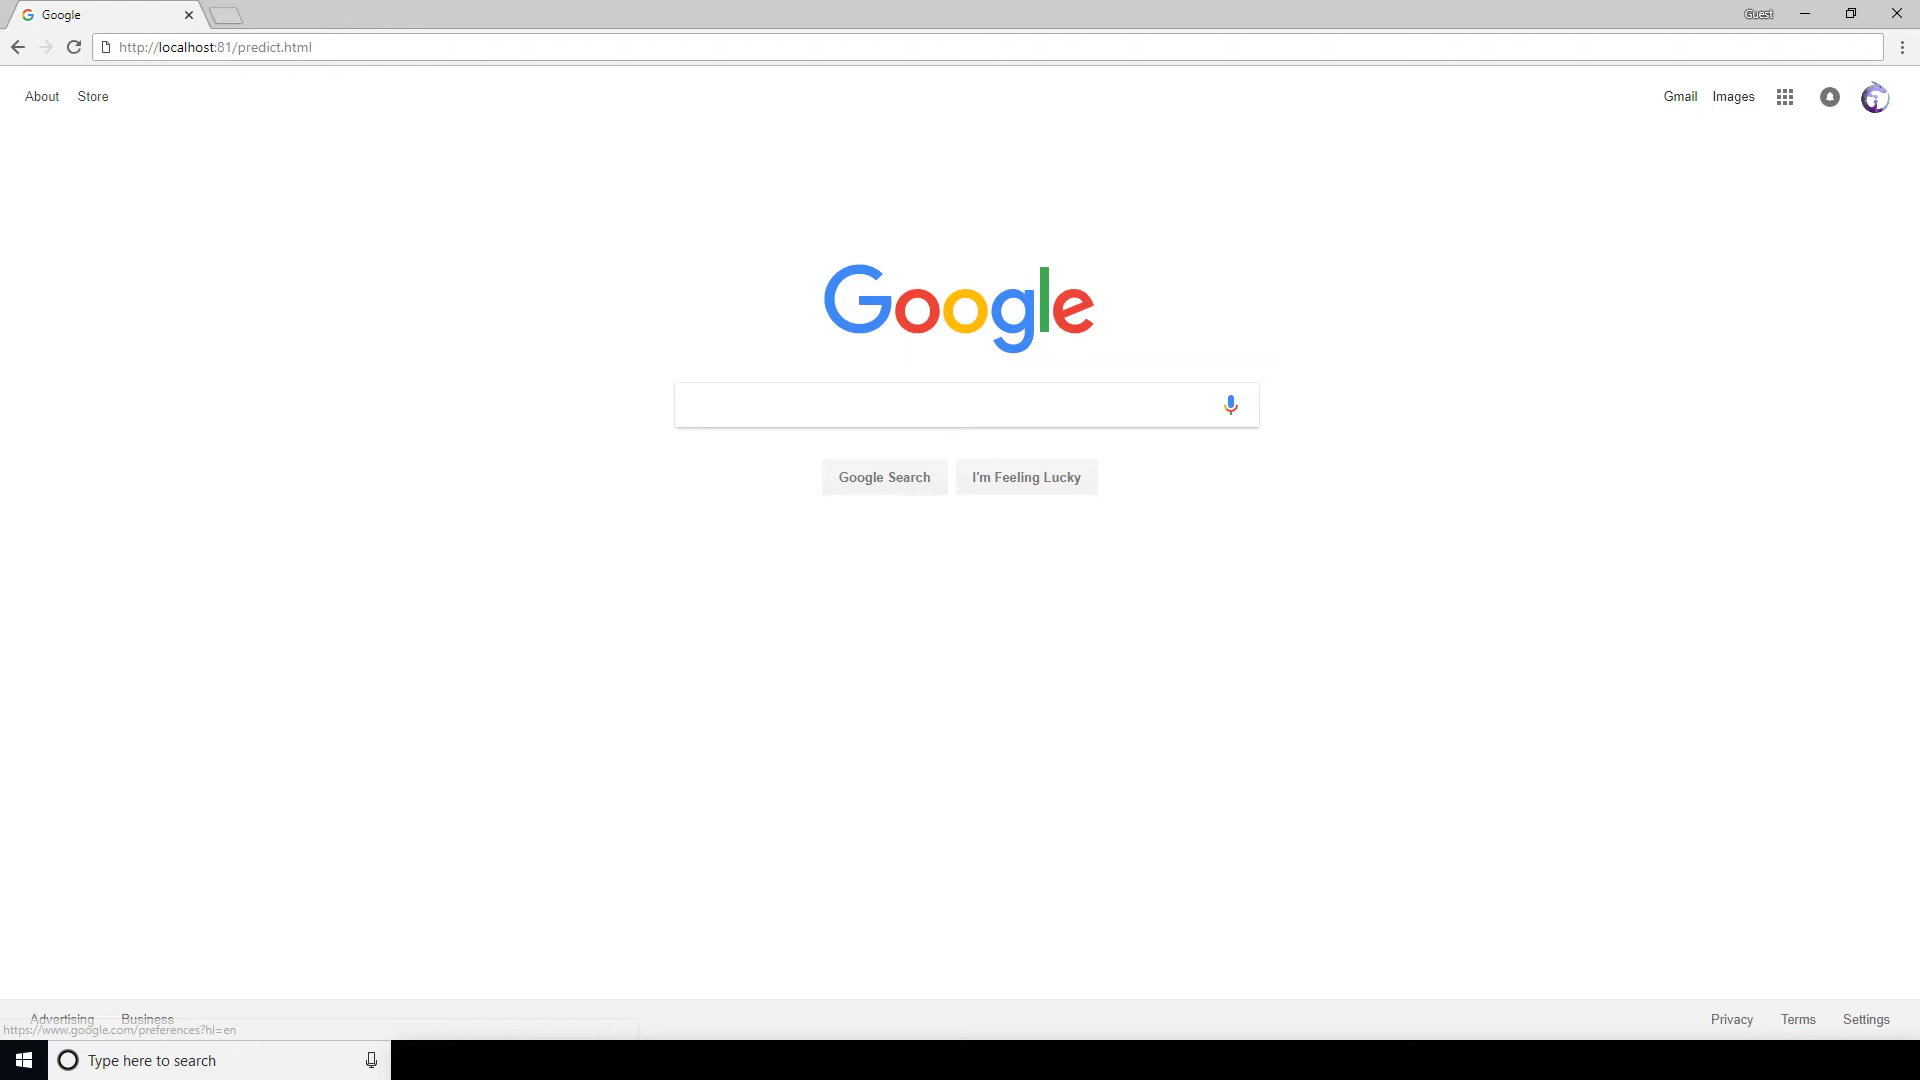 Google
Guest
http://localhost:81/predict.html
About Store
Gmail Images
Google
Google Search I'm Feeling Lucky
Advertising Business
Privacy Terms Settings
https://www.google.com/preferences?hl=en
Type here to search